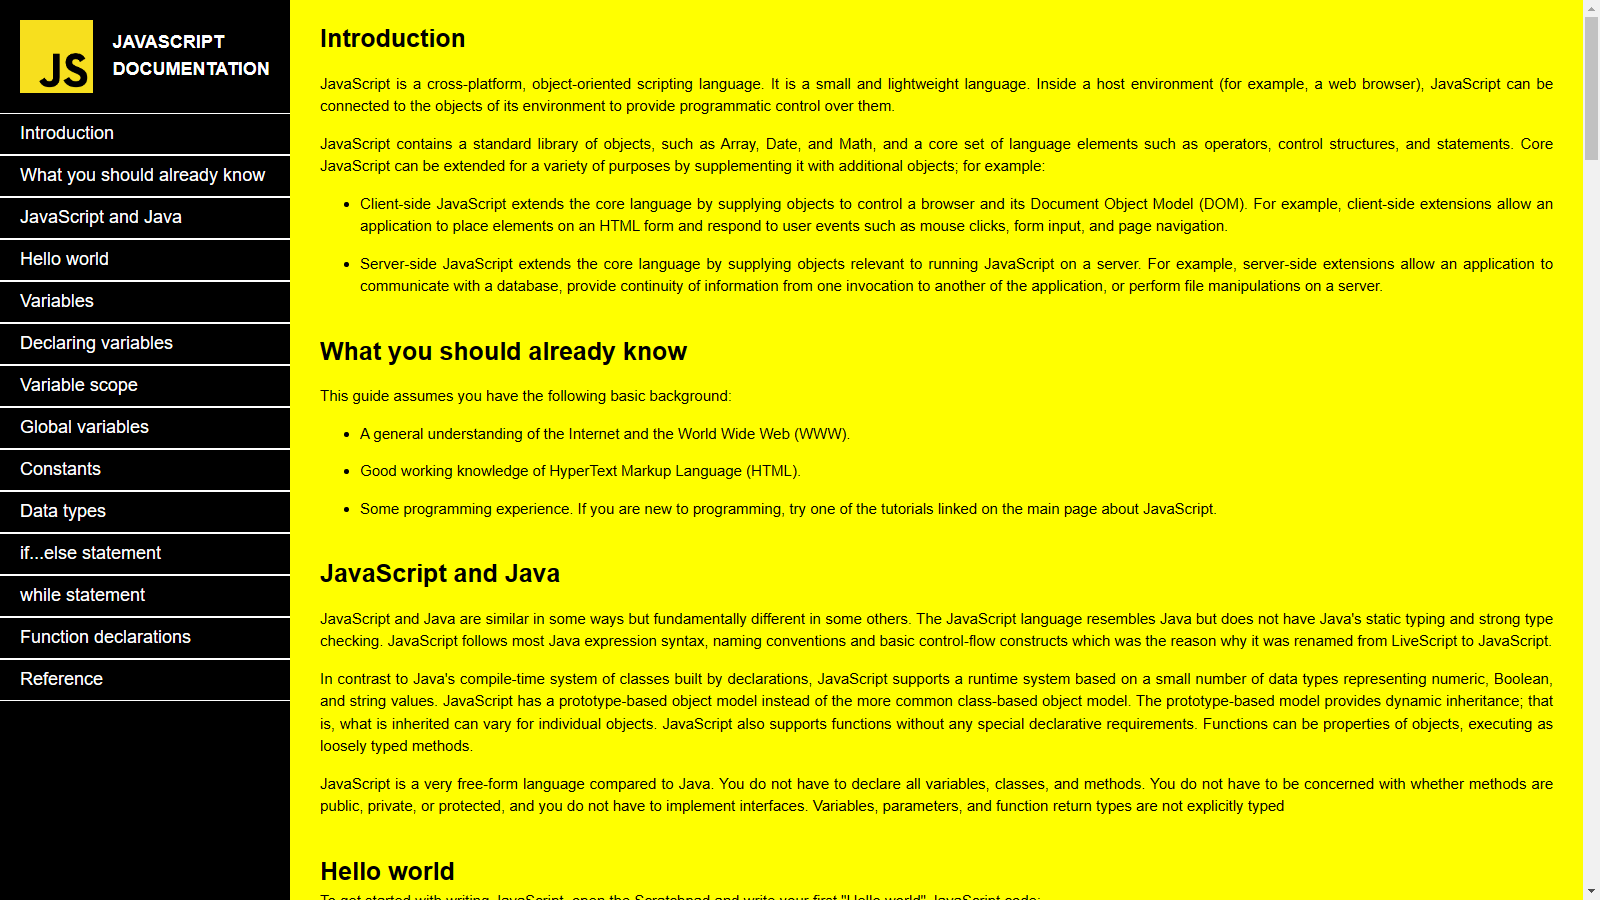 JS
JAVASCRIPT
DOCUMENTATION
Introduction
What you should already know
JavaScript and Java
Hello world
Variables
Declaring variables
Variable scope
Global variables
Constants
Data types
if...else statement
while statement
Function declarations
Reference
Introduction
JavaScript is a cross-platform, object-oriented scripting language. It is a small and lightweight language. Inside a host environment (for example, a web browser), JavaScript can be
connected to the objects of its environment to provide programmatic control over them.
JavaScript contains a standard library of objects, such as Array, Date, and Math, and a core set of language elements such as operators, control structures, and statements. Core
JavaScript can be extended for a variety of purposes by supplementing it with additional objects; for example:
• Client-side JavaScript extends the core language by supplying objects to control a browser and its Document Object Model (DOM). For example, client-side extensions allow an
application to place elements on an HTML form and respond to user events such as mouse clicks, form input, and page navigation.
• Server-side JavaScript extends the core language by supplying objects relevant to running JavaScript on a server. For example, server-side extensions allow an application to
communicate with a database, provide continuity of information from one invocation to another of the application, or perform file manipulations on a server.
What you should already know
This guide assumes you have the following basic background:
• A general understanding of the Internet and the World Wide Web (WWW).
• Good working knowledge of HyperText Markup Language (HTML).
• Some programming experience. If you are new to programming, try one of the tutorials linked on the main page about JavaScript.
JavaScript and Java
JavaScript and Java are similar in some ways but fundamentally different in some others. The JavaScript language resembles Java but does not have Java's static typing and strong type
checking. JavaScript follows most Java expression syntax, naming conventions and basic control-flow constructs which was the reason why it was renamed from LiveScript to JavaScript.
In contrast to Java's compile-time system of classes built by declarations, JavaScript supports a runtime system based on a small number of data types representing numeric, Boolean,
and string values. JavaScript has a prototype-based object model instead of the more common class-based object model. The prototype-based model provides dynamic inheritance; that
is, what is inherited can vary for individual objects. JavaScript also supports functions without any special declarative requirements. Functions can be properties of objects, executing as
loosely typed methods.
JavaScript is a very free-form language compared to Java. You do not have to declare all variables, classes, and methods. You do not have to be concerned with whether methods are
public, private, or protected, and you do not have to implement interfaces. Variables, parameters, and function return types are not explicitly typed
Hello world
To get started with writing JavaScript, open the Scratchpad and write your first "Hello world" JavaScript code: